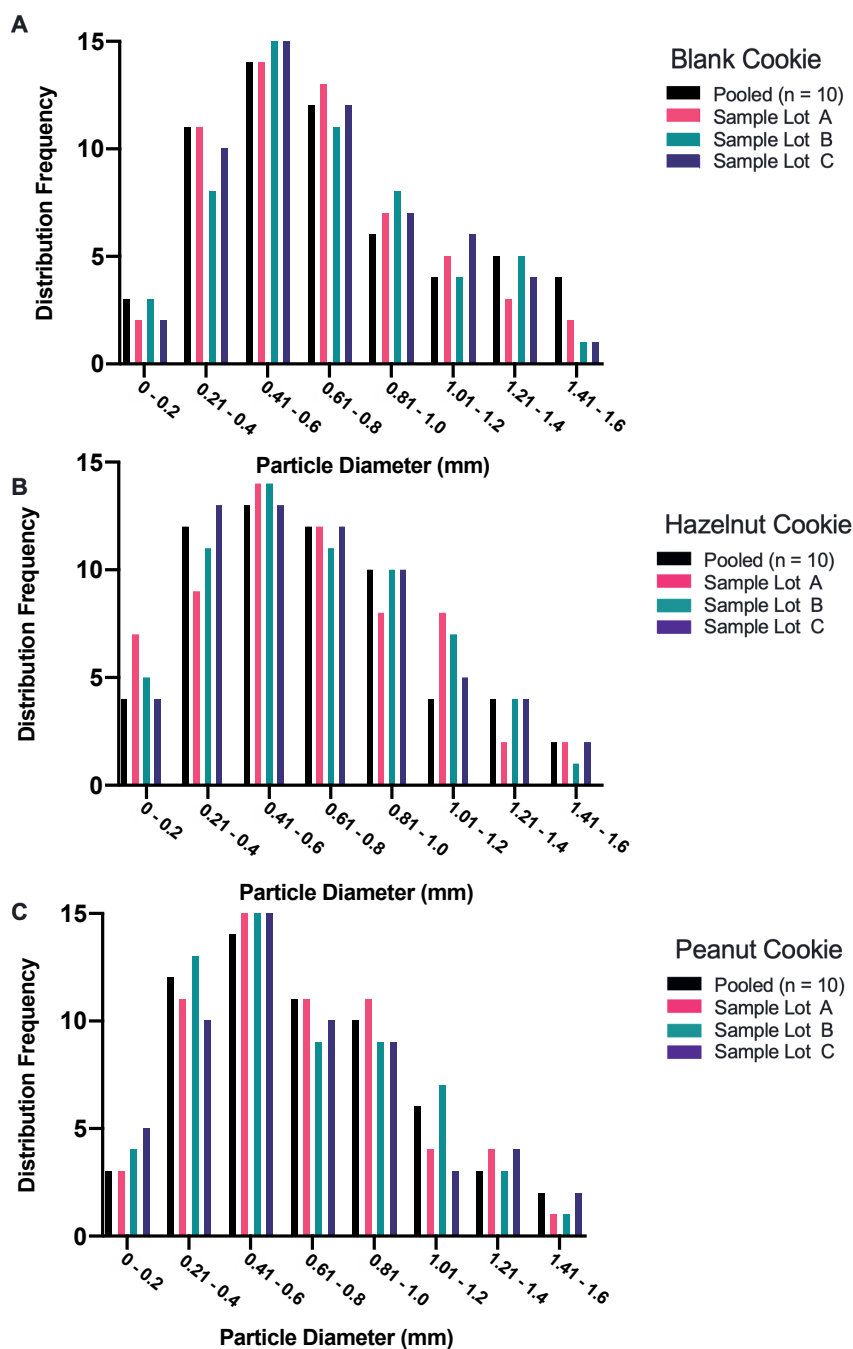 A
Distribution Frequency
15
10
5
0
0 - 0.2
0.21 - 0.4
0.41 - 0.6
0.61 - 0.8
0.81 - 1.0
1.01 - 1.2
1.21 - 1.4
1.41 - 1.6
Particle Diameter (mm)
Blank Cookie
Pooled (n = 10)
Sample Lot A
Sample Lot B
Sample Lot C
B
Distribution Frequency
15
10
5
0
0 - 0.2
0.21 - 0.4
0.41 - 0.6
0.61 - 0.8
0.81 - 1.0
1.01 - 1.2
1.21 - 1.4
1.41 - 1.6
Particle Diameter (mm)
Hazelnut Cookie
Pooled (n = 10)
Sample Lot A
Sample Lot B
Sample Lot C
C
Distribution Frequency
15
10
5
0
0 - 0.2
0.21 - 0.4
0.41 - 0.6
0.61 - 0.8
0.81 - 1.0
1.01 - 1.2
1.21 - 1.4
1.41 - 1.6
Particle Diameter (mm)
Peanut Cookie
Pooled (n = 10)
Sample Lot A
Sample Lot B
Sample Lot C